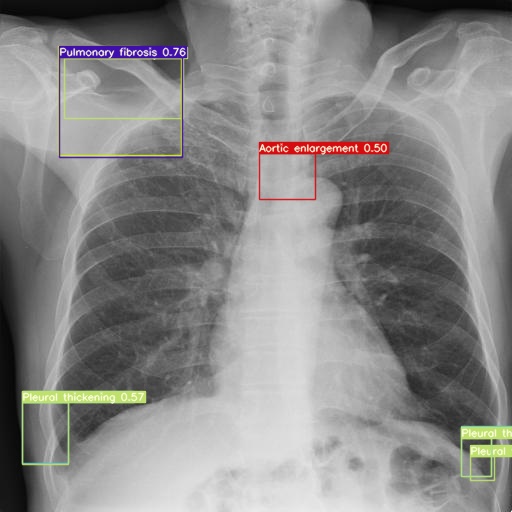 Pulmonary fibrosis 0.76
Aortic enlargement 0.50
Pleural thickening 0.57
Pleural th
Pleural